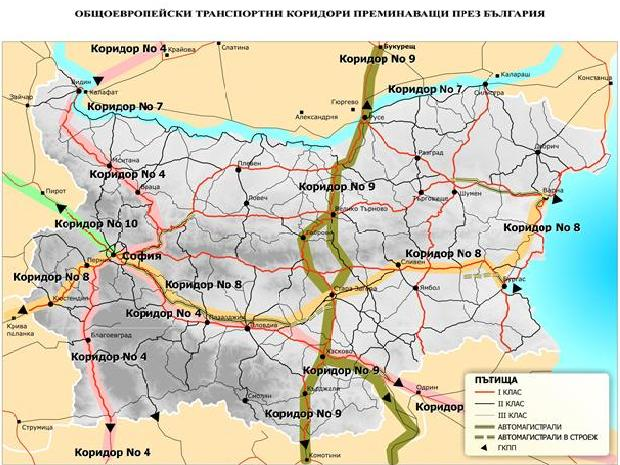 ОБЩОЕВРОПЕЙСКИ ТРАНСПОРТНИ КОРИДОРИ ПРЕМИНАВАЩИ ПРЕЗ БЪЛГАРИЯ
Коридор No 4
Крайова
Слатина
Букурещ
Коридор No 9
Калараш
Констанца
Видин
Калафат
Зайчар
Коридор No 7
Гюргево
Александрия
Коридор No 7
Силистра
Русе
Монтана
Коридор No 4
Враца
Плевен
Ловеч
Разград
Добрич
Пирот
Коридор No 9
Търговище
Шумен
Варна
Коридор No 10
Велико Търново
Габрово
Коридор No 8
София
Перник
Коридор No 8
Коридор No 8
Сливен
Коридор No 8
Бургас
Кюстендил
Крива
паланка
Стара Загора
Ямбол
Коридор No 4
Пазарджик
Пловдив
Благоевград
Коридор No 4
Хасково
Коридор No 9
Одрин
Коридор
Смолян
Кърджали
Коридор No 9
Струмица
Коридор No 4
Комотини
ПЪТИЩА
I КЛАС
II КЛАС
III КЛАС
АВТОМАГИСТРАЛИ
АВТОМАГИСТРАЛИ В СТРОЕЖ
ГКПП